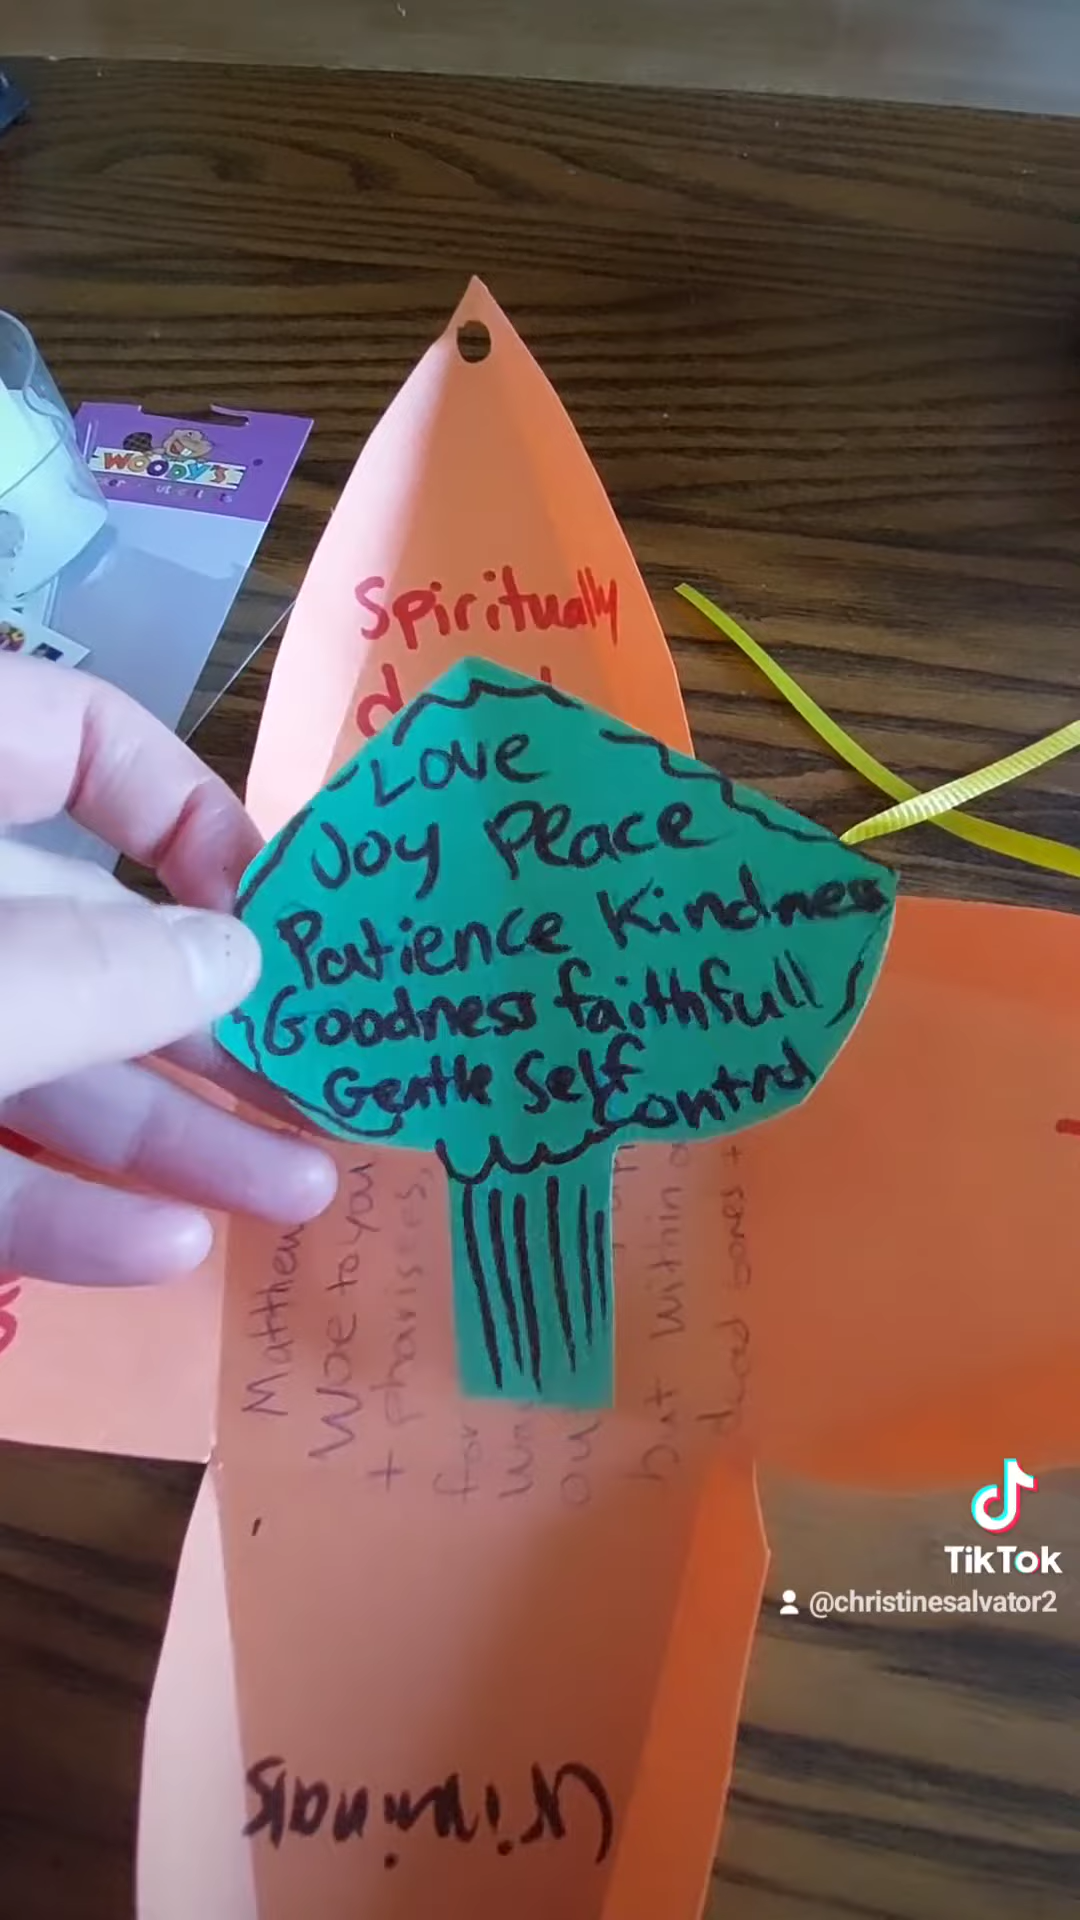 WOODY'S
Spiritually
Love
Joy Peace
Patience Kindness
Goodness faithfull
Gentle Self
Control
Matthew
Woe to you
+ pharisees,
for
but within
dead bones +
Criminals
TikTok
@christinesalvator2